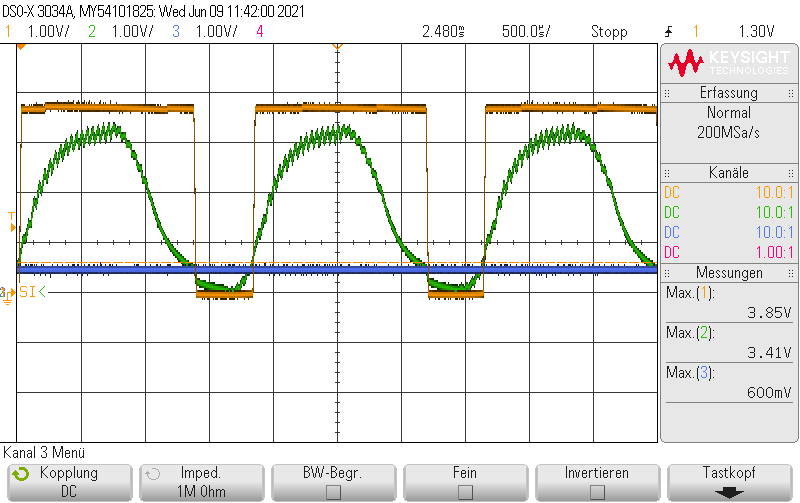 DSO-X 3034A, MY54101825: Wed Jun 09 11:42:00 2021
1 1.00V/ 2 1.00V/ 3 1.00V/ 4 2.480s 500.0s/ Stopp 1 1.30V
KEYSIGHT
TECHNOLOGIES
Erfassung
Normal
200MSa/s
Kanäle
DC 10.0:1
DC 10.0:1
DC 10.0:1
DC 1.00:1
Messungen
Max.(1):
3.85V
Max.(2):
3.41V
Max.(3):
600mV
T
SI
Kanal 3 Menü
Kopplung
DC
Imped.
1M Ohm
BW-Begr.
Fein
Invertieren
Tastkopf